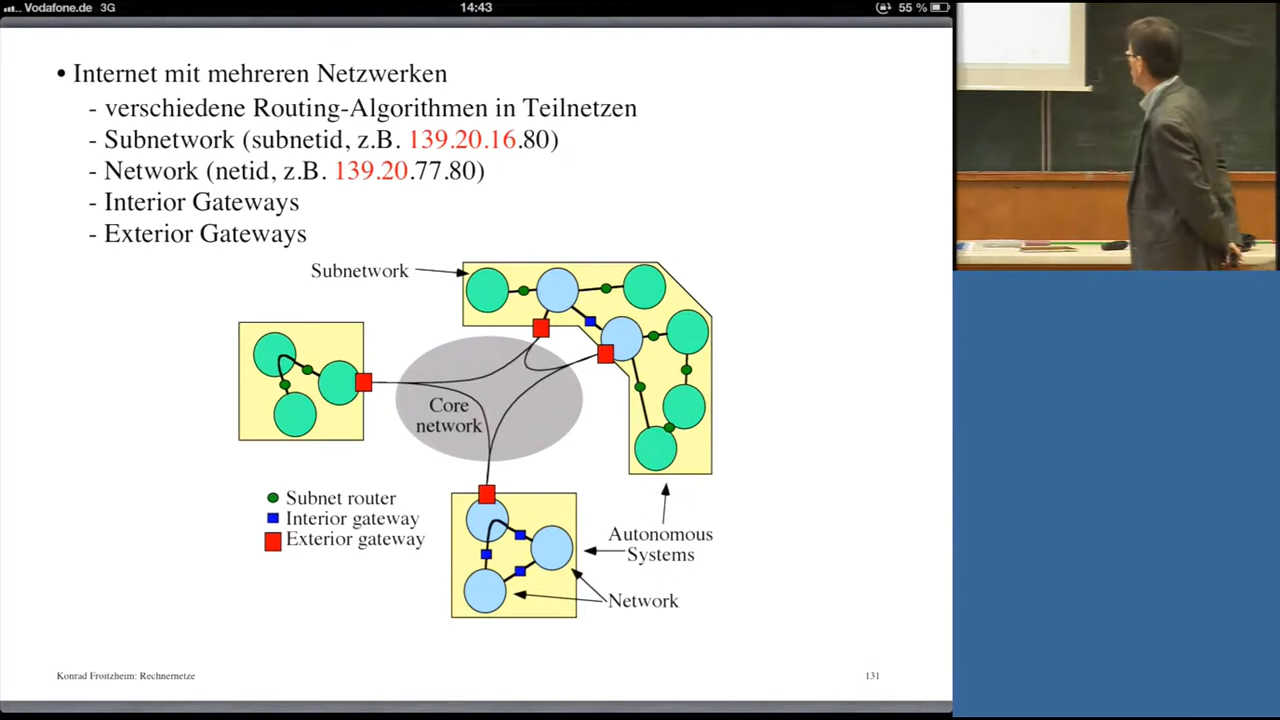 Vodafone.de 3G 14:43 55 %
• Internet mit mehreren Netzwerken
- verschiedene Routing-Algorithmen in Teilnetzen
- Subnetwork (subnetid, z.B. 139.20.16.80)
- Network (netid, z.B. 139.20.77.80)
- Interior Gateways
- Exterior Gateways
Subnetwork
Core
network
Subnet router
Interior gateway
Exterior gateway
Autonomous
Systems
Network
Konrad Froitzheim: Rechnernetze 131